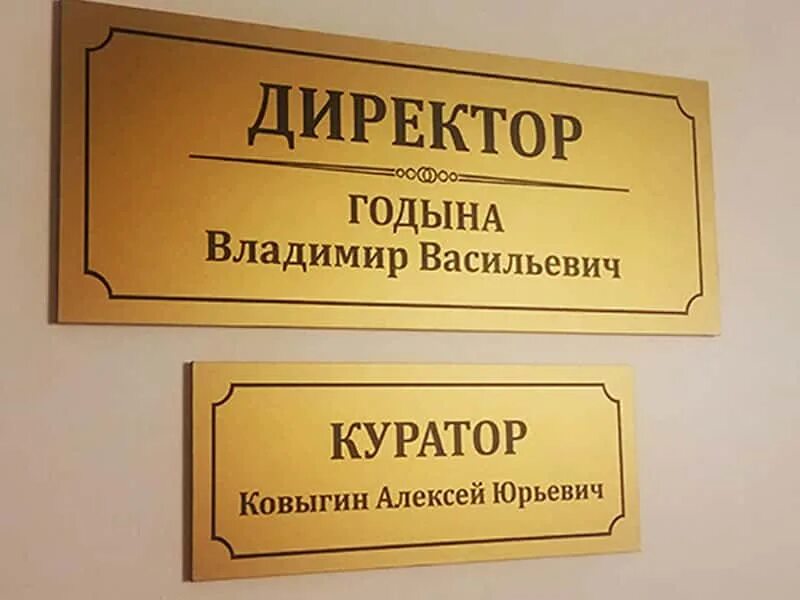 ДИРЕКТОР
ГОДЫНА
Владимир Васильевич
КУРАТОР
Ковыгин Алексей Юрьевич